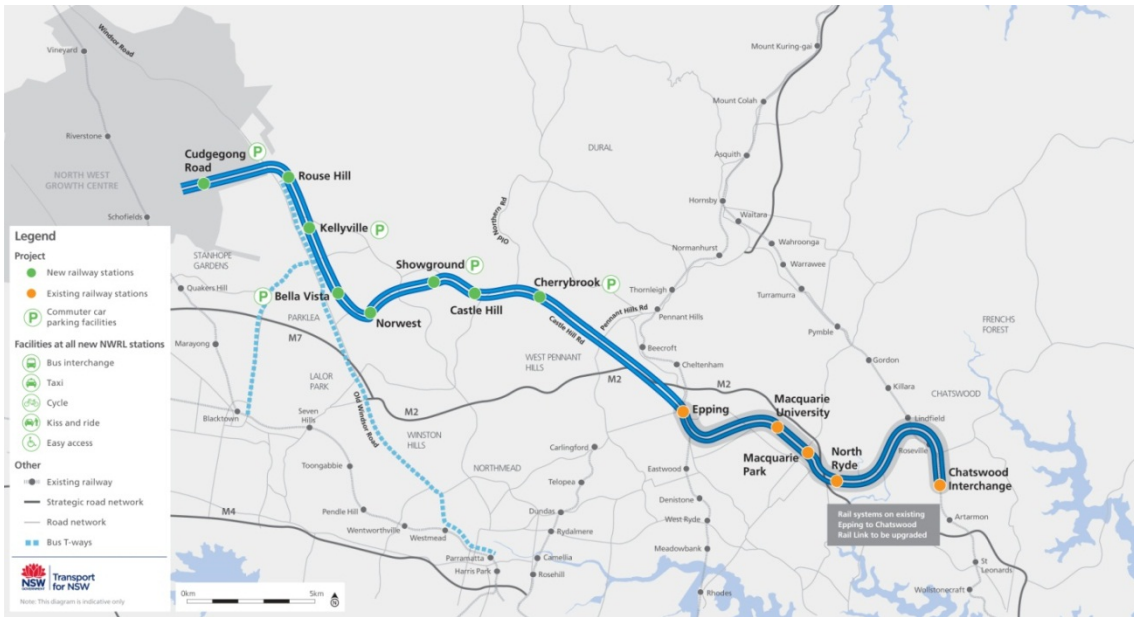 Windsor Road
Vineyard
Mount Kuring-gai
Mount Colah
Riverstone
Cudgegong
Road
P
DURAL
Asquith
NORTH WEST
GROWTH CENTRE
Rouse Hill
Hornsby
Waitara
Schofields
Old Northern Rd
Kellyville
P
Normanhurst
Wahroonga
Warrawee
STANHOPE
GARDENS
Showground
P
Cherrybrook
P
Thornleigh
Turramurra
Quakers Hill
P
Bella Vista
Castle Hill
Pennant Hills Rd
Pennant Hills
PARKLEA
Norwest
Castle Hill Rd
Pymble
FRENCHS
FOREST
M7
Marayong
Beecroft
WEST PENNANT
HILLS
Cheltenham
Gordon
LALOR
PARK
M2
M2
Killara
CHATSWOOD
Blacktown
Seven
Hills
Old Windsor Road
M2
Epping
Macquarie
University
Lindfield
WINSTON
HILLS
Carlingford
Macquarie
Park
North
Ryde
Roseville
Toongabbie
NORTHMEAD
Eastwood
Chatswood
Interchange
Telopea
Denistone
Pendle Hill
Dundas
West Ryde
Rail systems on existing
Epping to Chatswood
Rail Link to be upgraded
Artarmon
M4
Wentworthville
Westmead
Rydalmere
Meadowbank
Parramatta
Camellia
St
Leonards
Harris Park
Rosehill
Rhodes
Wollstonecraft
Legend
Project
New railway stations
Existing railway stations
P
Commuter car
parking facilities
Facilities at all new NWRL stations
Bus interchange
Taxi
Cycle
Kiss and ride
Easy access
Other
Existing railway
Strategic road network
Road network
Bus T-ways
NSW
GOVERNMENT
Transport
for NSW
Note: This diagram is indicative only
0km
5km
N